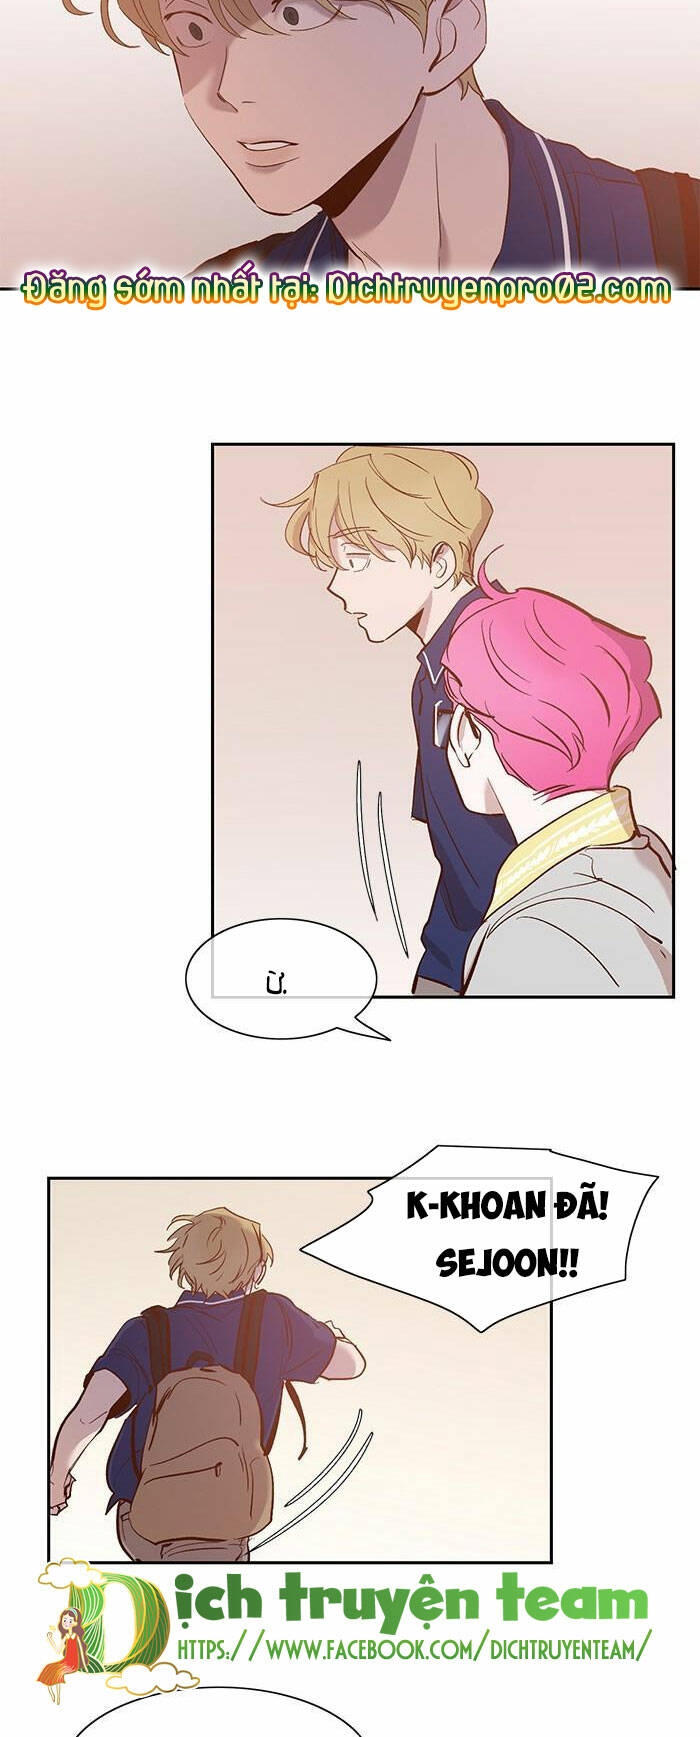 Đăng sớm nhất tại: Dichtruyenpro02.com
Ừ.
K-KHOAN ĐÃ!
SEJOON!!
Dịch truyện team
HTTPS://WWW.FACEBOOK.COM/DICHTRUYENTEAM/